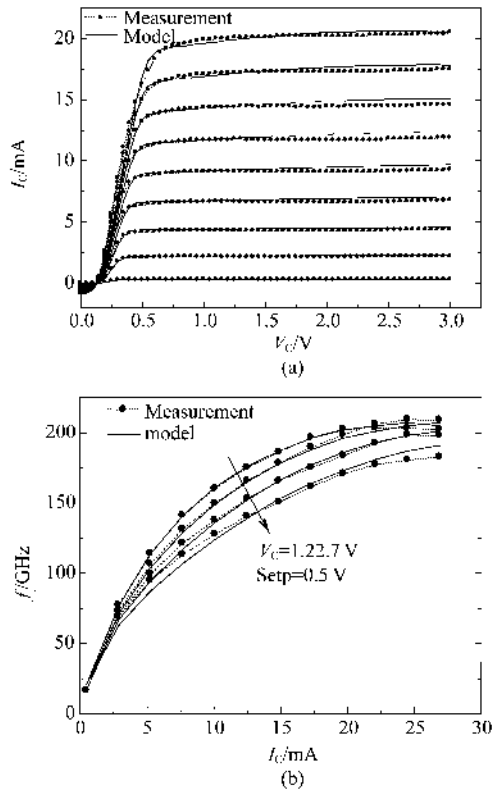 Measurement
Model
I_C/mA
20
15
10
5
0
0.0 0.5 1.0 1.5 2.0 2.5 3.0
V_C/V
(a)
Measurement
model
f/GHz
200
150
100
50
0
V_C=1.22.7 V
Setp=0.5 V
0 5 10 15 20 25 30
I_C/mA
(b)